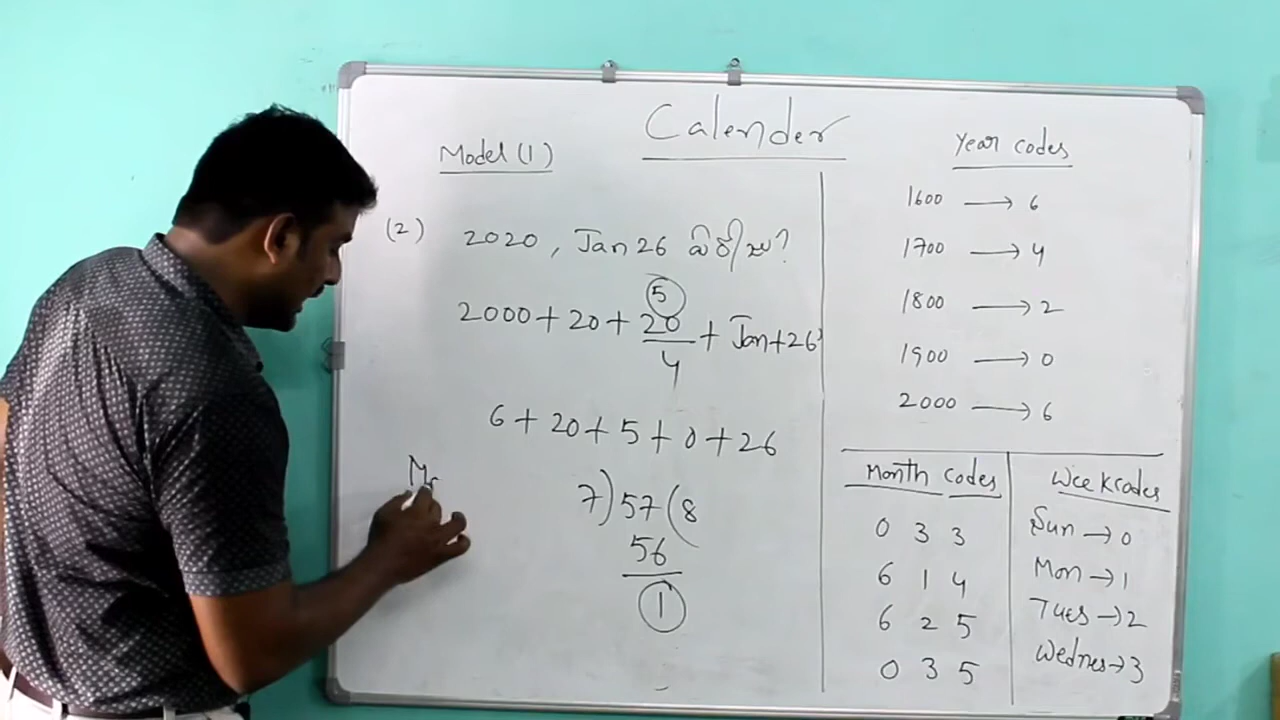 Calender
Model (1)
(2) 2020, Jan 26
5
2000 + 20 + 20/4 + Jan + 26
6 + 20 + 5 + 0 + 26
7) 57 (8
56
1
Year codes
1600 → 6
1700 → 4
1800 → 2
1900 → 0
2000 → 6
Month codes
0 3 3
6 1 4
6 2 5
0 3 5
Week codes
Sun → 0
Mon → 1
Tues → 2
Wednes → 3